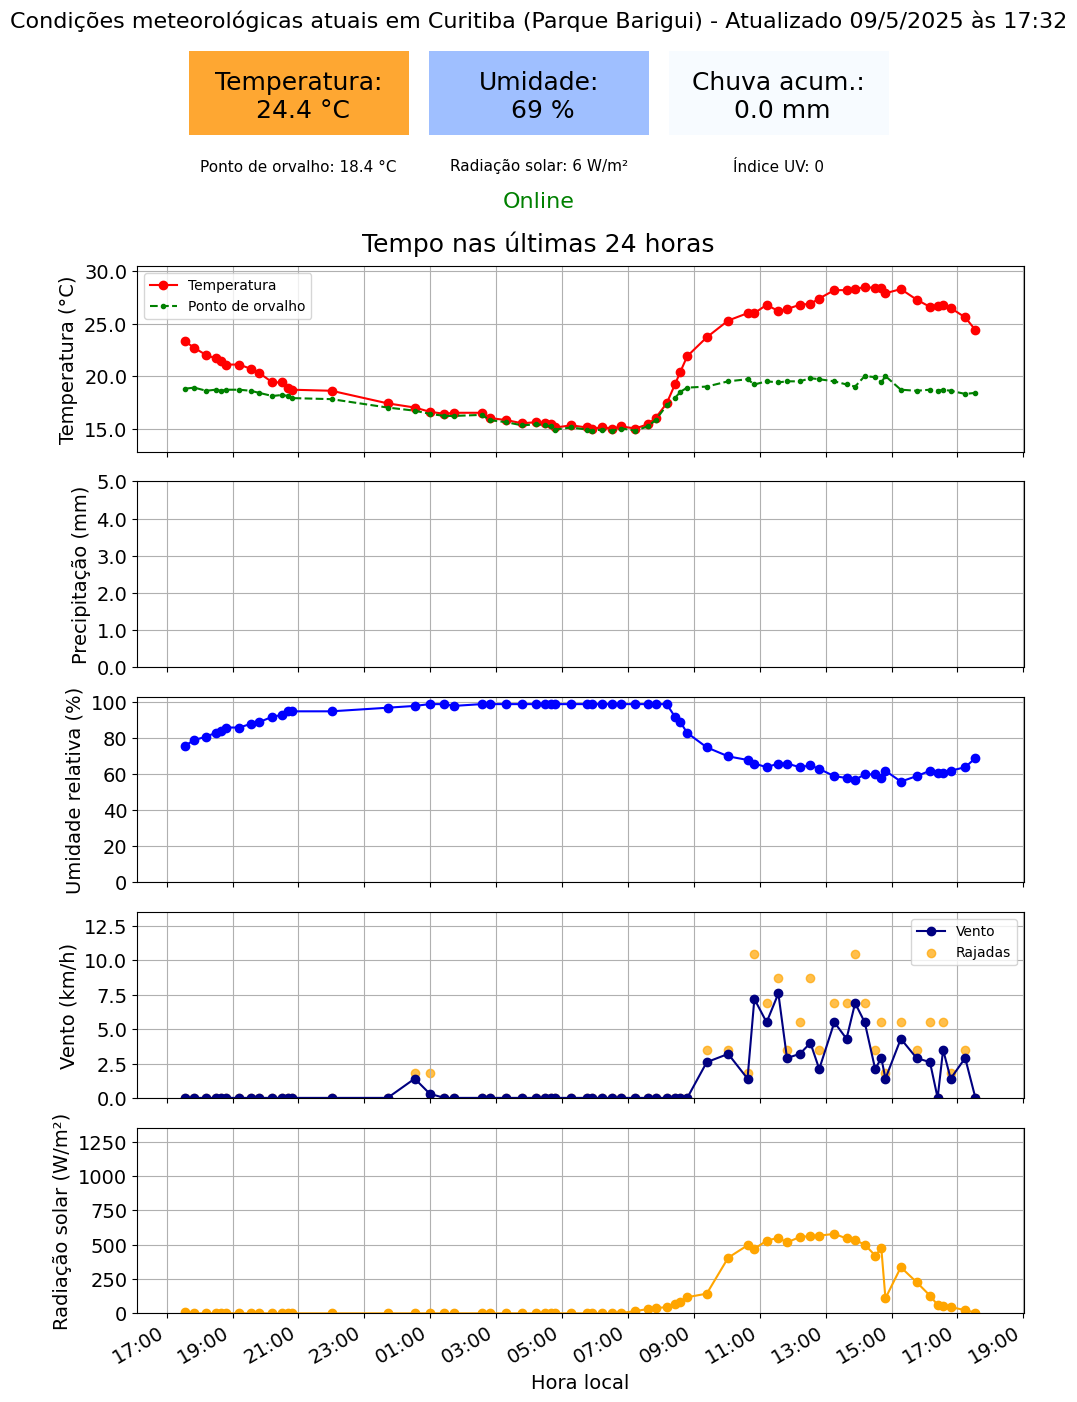 Condições meteorológicas atuais em Curitiba (Parque Barigui) - Atualizado 09/5/2025 às 17:32
Temperatura:
24.4 °C
Umidade:
69 %
Chuva acum.:
0.0 mm
Ponto de orvalho: 18.4 °C
Radiação solar: 6 W/m²
Índice UV: 0
Online
Tempo nas últimas 24 horas
Temperatura (°C)
30.0
25.0
20.0
15.0
Temperatura
Ponto de orvalho
Precipitação (mm)
5.0
4.0
3.0
2.0
1.0
0.0
Umidade relativa (%)
100
80
60
40
20
0
Vento (km/h)
12.5
10.0
7.5
5.0
2.5
0.0
Vento
Rajadas
Radiação solar (W/m²)
1250
1000
750
500
250
0
17:00
19:00
21:00
23:00
01:00
03:00
05:00
07:00
09:00
11:00
13:00
15:00
17:00
19:00
Hora local